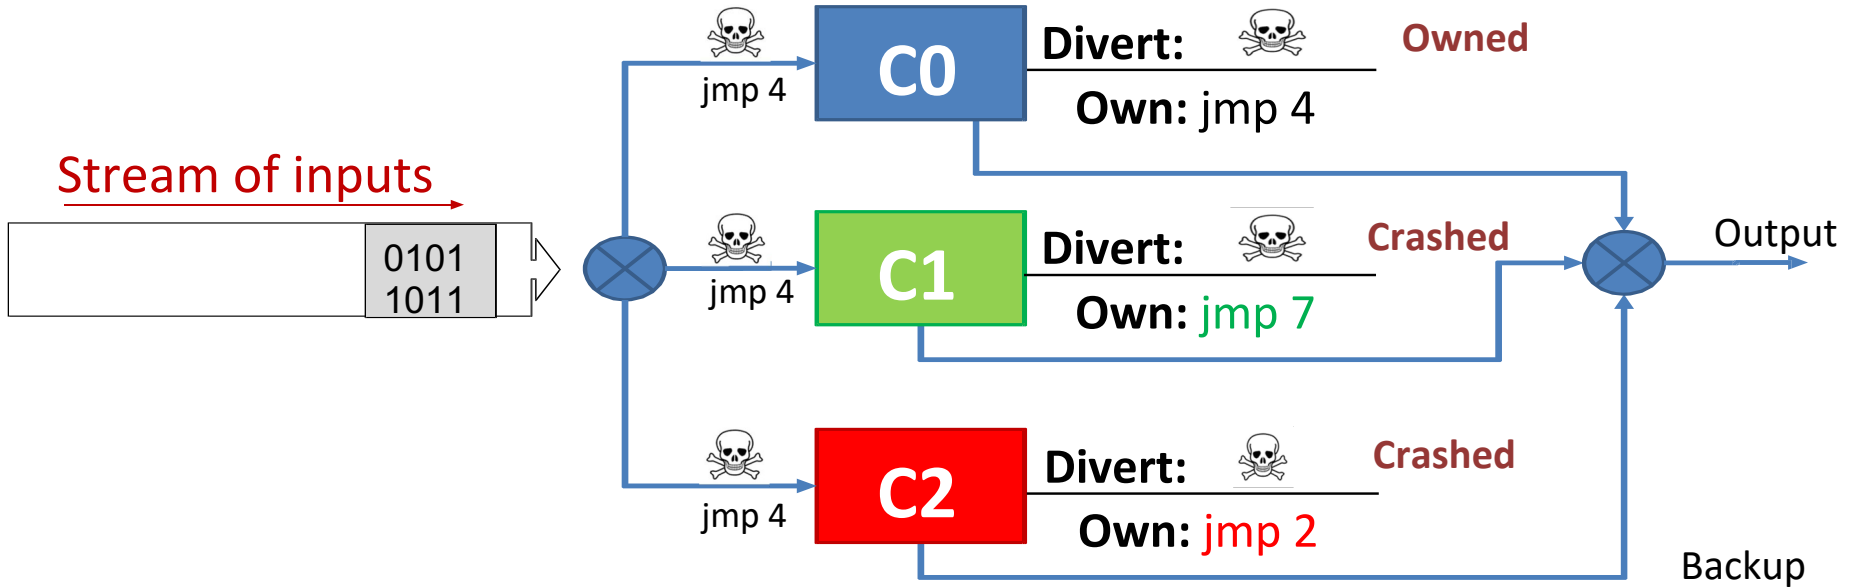 Stream of inputs
0101
1011
jmp 4
C0
Divert:
Owned
Own: jmp 4
jmp 4
C1
Divert:
Crashed
Own: jmp 7
Output
jmp 4
C2
Divert:
Crashed
Own: jmp 2
Backup